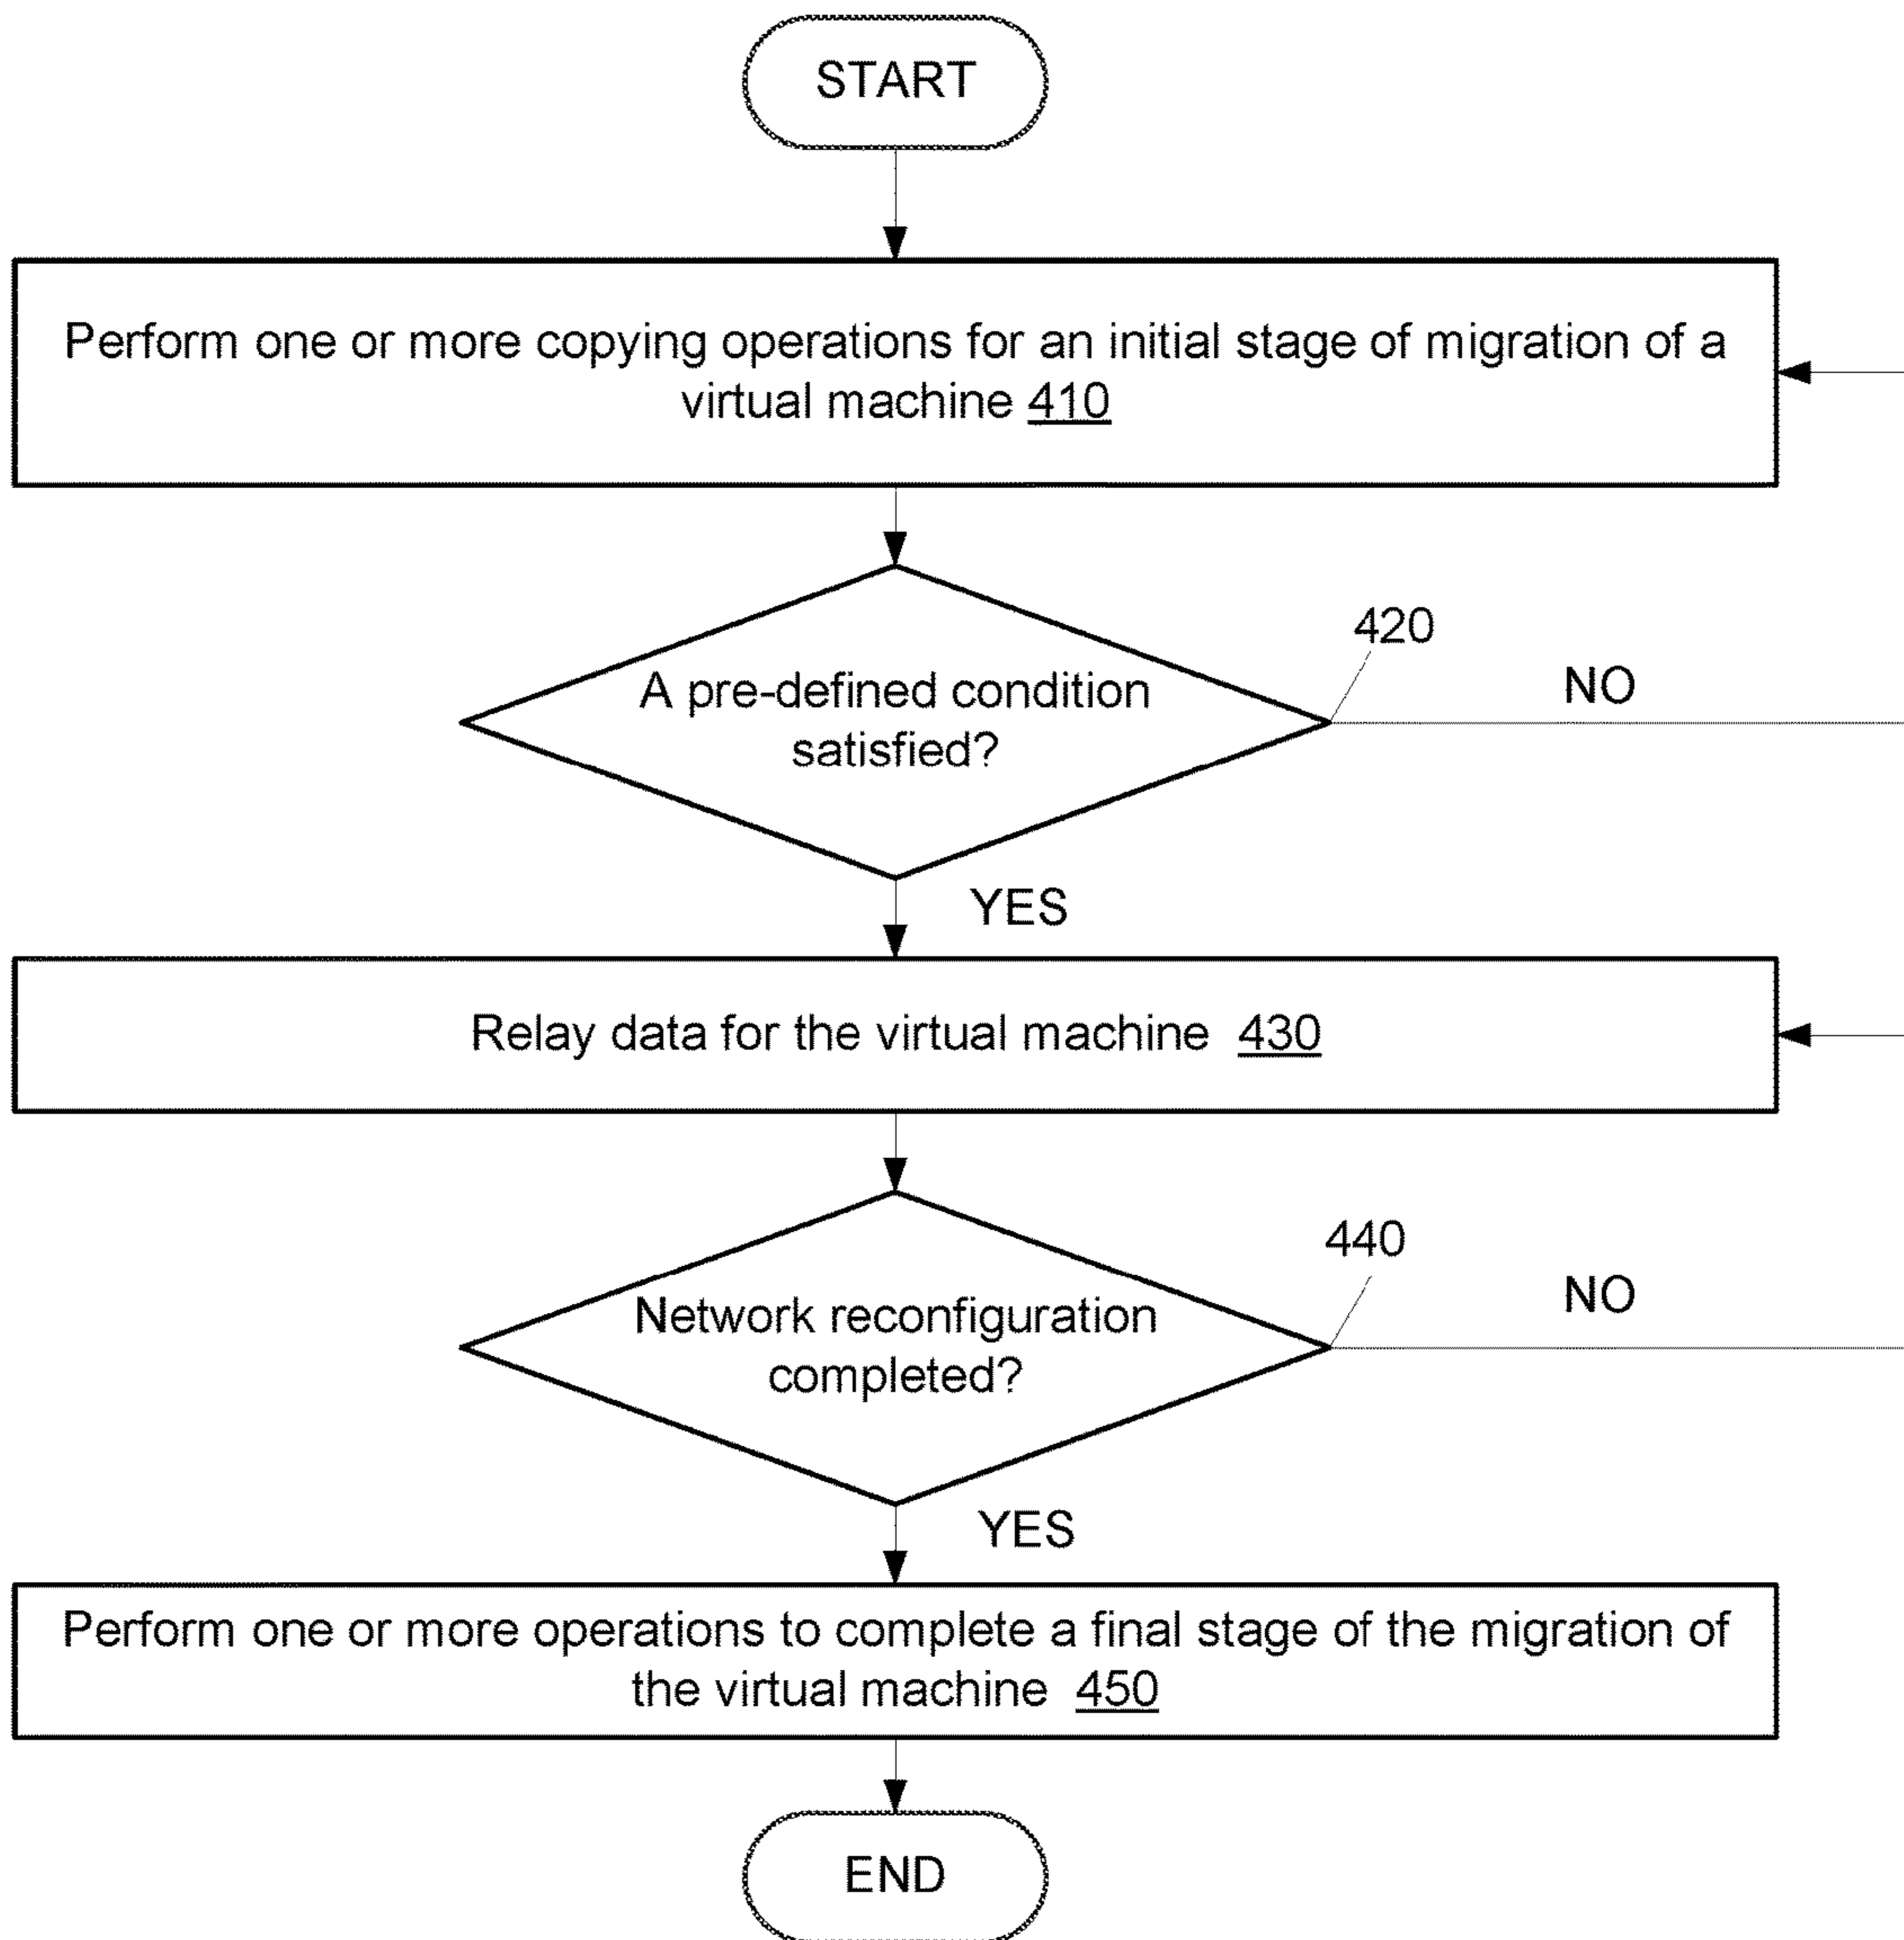 START
Perform one or more copying operations for an initial stage of migration of a
virtual machine 410
420
A pre-defined condition
satisfied?
NO
YES
Relay data for the virtual machine 430
440
Network reconfiguration
completed?
NO
YES
Perform one or more operations to complete a final stage of the migration of
the virtual machine 450
END